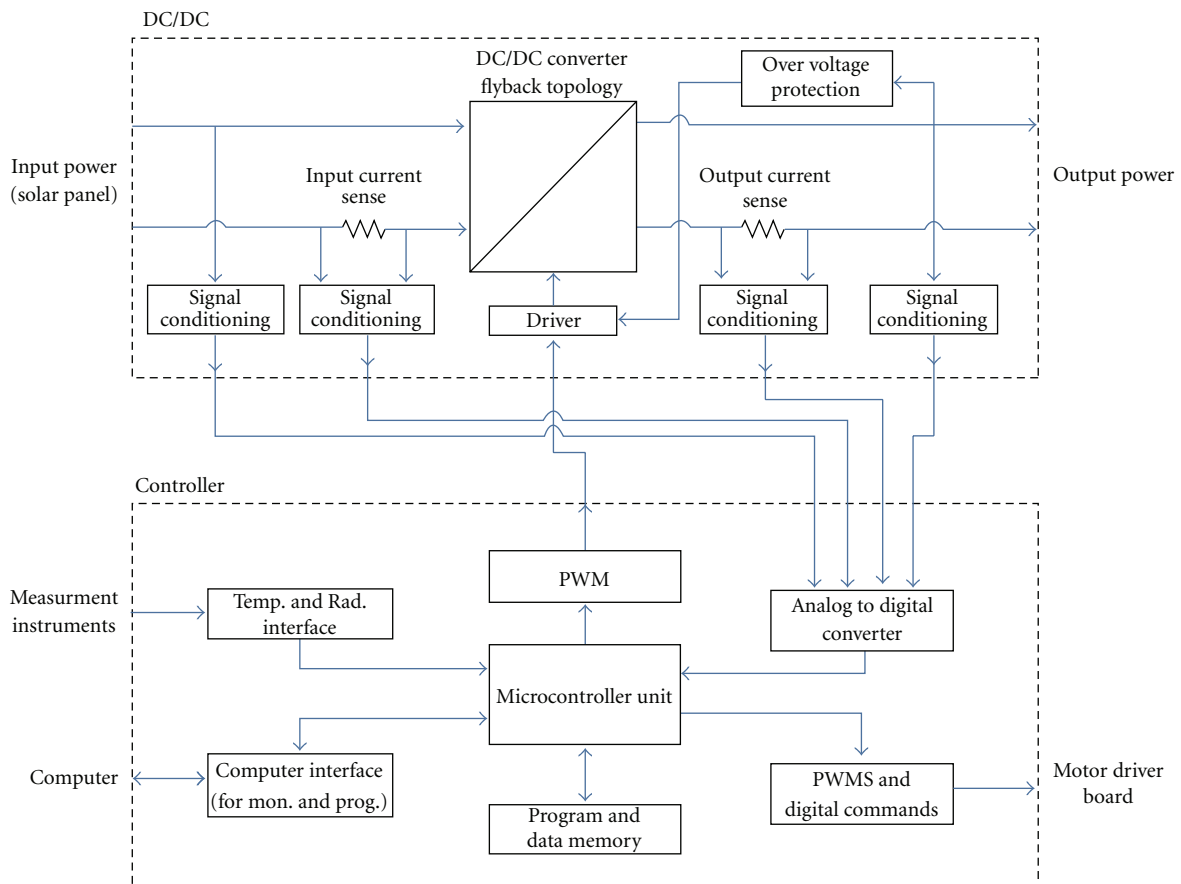 DC/DC
DC/DC converter
flyback topology
Over voltage
protection
Input power
(solar panel)
Input current
sense
Output current
sense
Output power
Signal
conditioning
Signal
conditioning
Driver
Signal
conditioning
Signal
conditioning
Controller
PWM
Measurment
instruments
Temp. and Rad.
interface
Analog to digital
converter
Microcontroller unit
Computer
Computer interface
(for mon. and prog.)
Program and
data memory
PWMS and
digital commands
Motor driver
board